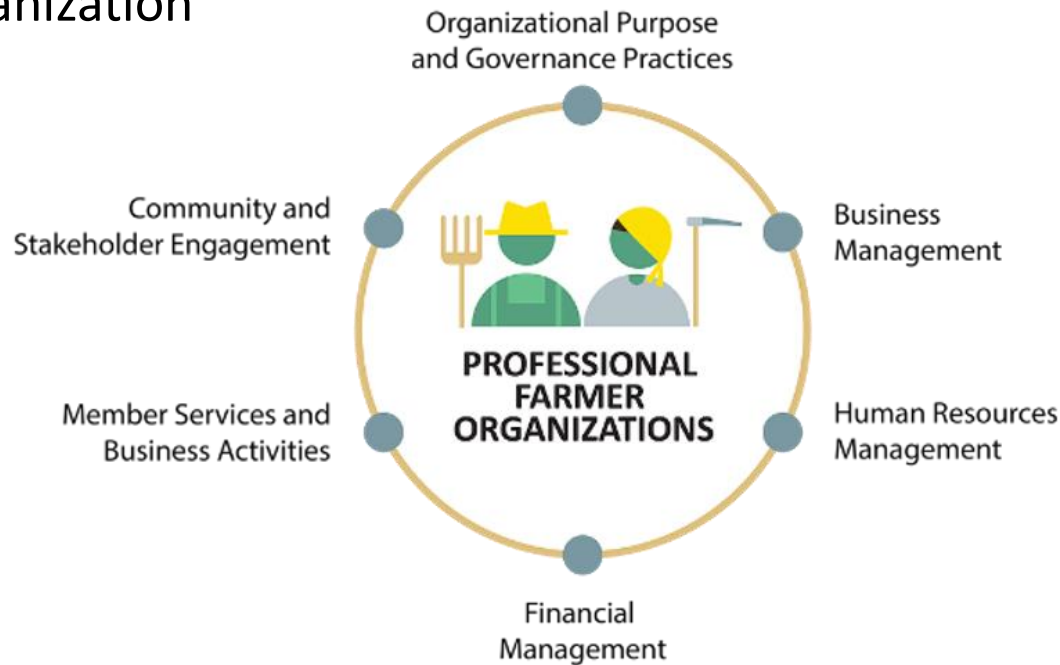 Organizational Purpose
and Governance Practices
Community and
Stakeholder Engagement
Business
Management
PROFESSIONAL
FARMER
ORGANIZATIONS
Member Services and
Business Activities
Human Resources
Management
Financial
Management